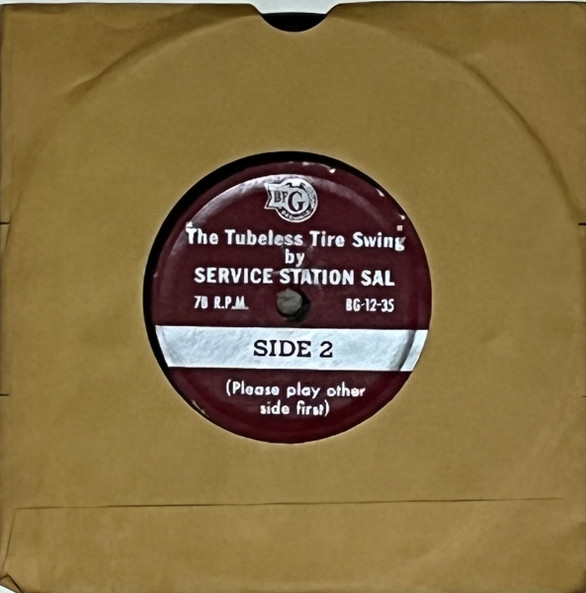 BFG
The Tubeless Tire Swing
by
SERVICE STATION SAL
78 R.P.M. BG-12-35
SIDE 2
(Please play other
side first)